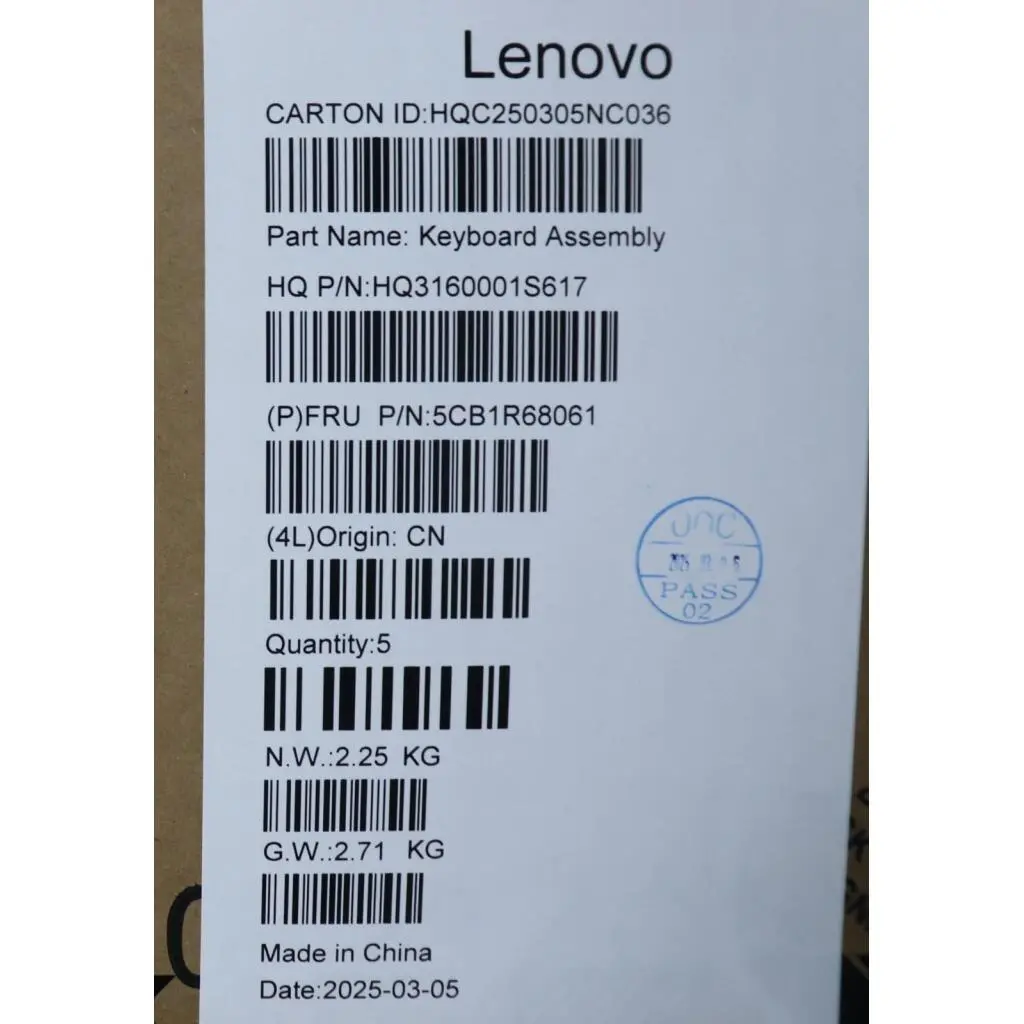 Lenovo
CARTON ID:HQC250305NC036
Part Name: Keyboard Assembly
HQ P/N:HQ3160001S617
(P)FRU P/N:5CB1R68061
(4L)Origin: CN
Quantity:5
N.W.:2.25 KG
G.W.:2.71 KG
Made in China
Date:2025-03-05
PASS
02